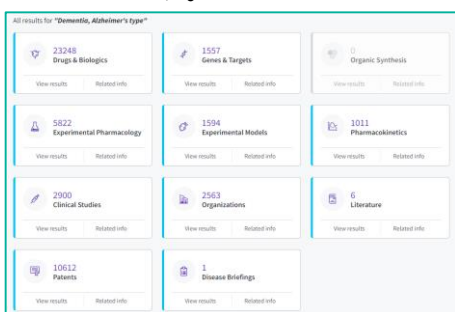 All results for "Dementia, Alzheimer's type"
23248
Drugs & Biologics
View results Related info
1557
Genes & Targets
View results Related info
0
Organic Synthesis
View results Related info
5822
Experimental Pharmacology
View results Related info
1594
Experimental Models
View results Related info
1011
Pharmacokinetics
View results Related info
2900
Clinical Studies
View results Related info
2563
Organizations
View results Related info
6
Literature
View results Related info
10612
Patents
View results Related info
1
Disease Briefings
View results Related info